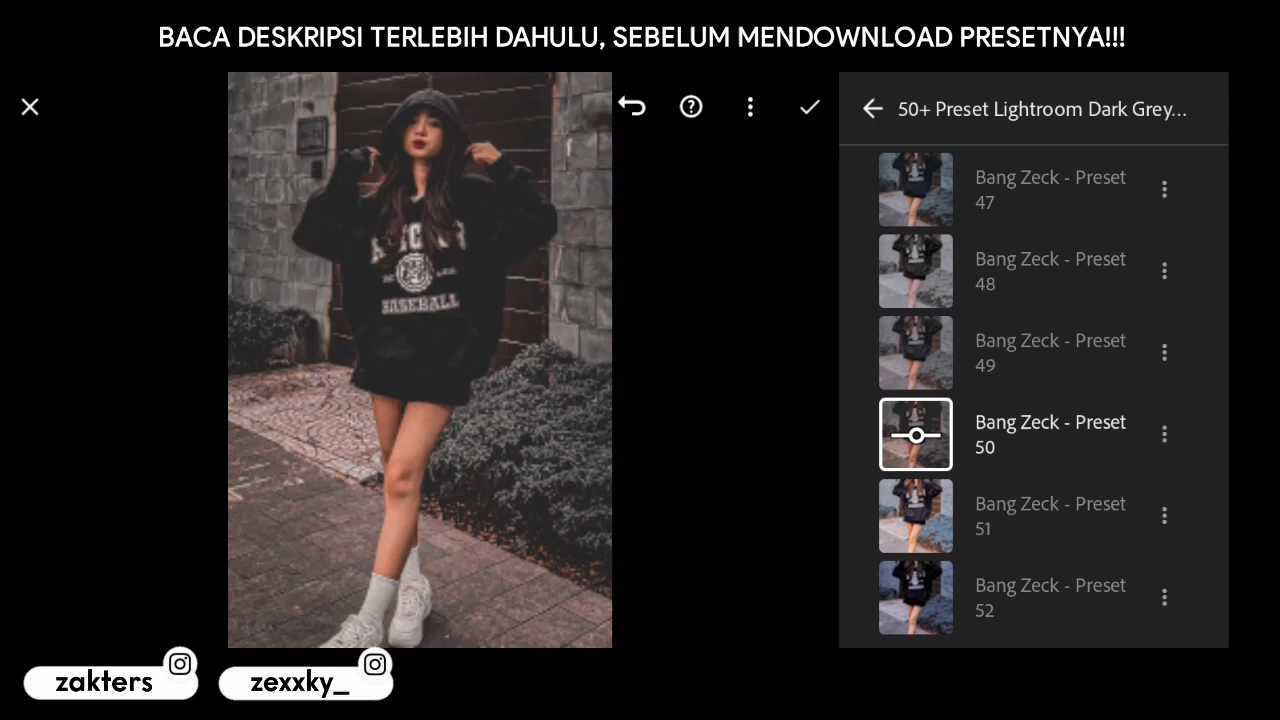 BACA DESKRIPSI TERLEBIH DAHULU, SEBELUM MENDOWNLOAD PRESETNYA!!!
50+ Preset Lightroom Dark Grey...
Bang Zeck - Preset
47
Bang Zeck - Preset
48
Bang Zeck - Preset
49
Bang Zeck - Preset
50
Bang Zeck - Preset
51
Bang Zeck - Preset
52
BASEBALL
zakters
zexxky_